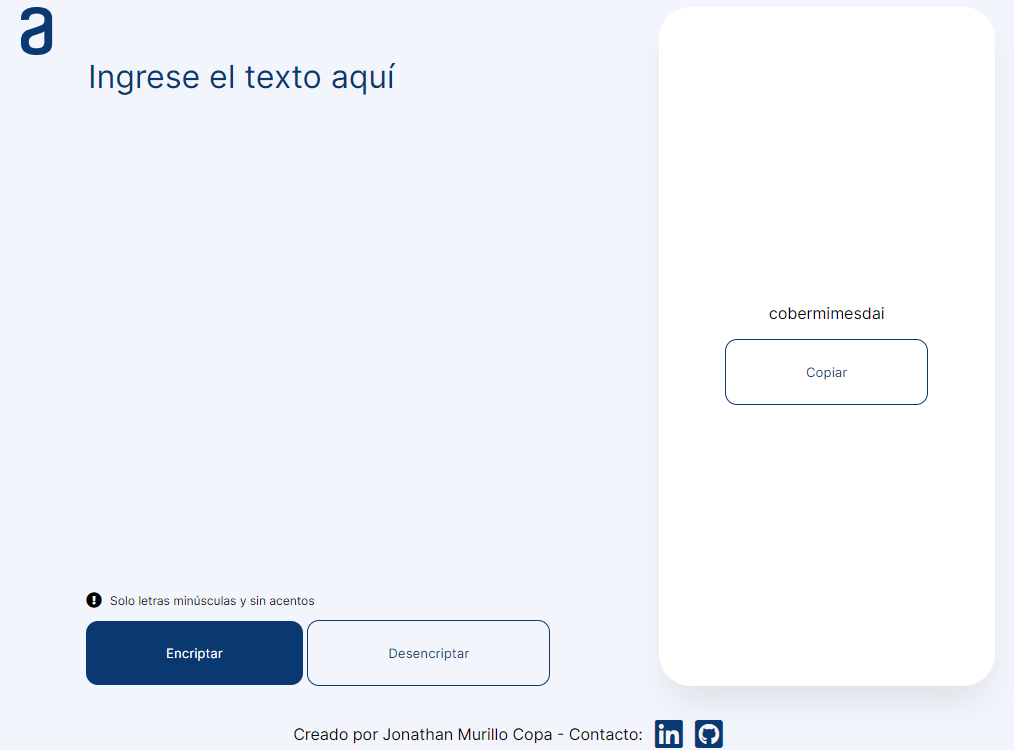 a
Ingrese el texto aquí
cobermimesdai
Copiar
Solo letras minúsculas y sin acentos
Encriptar
Desencriptar
Creado por Jonathan Murillo Copa - Contacto:
in